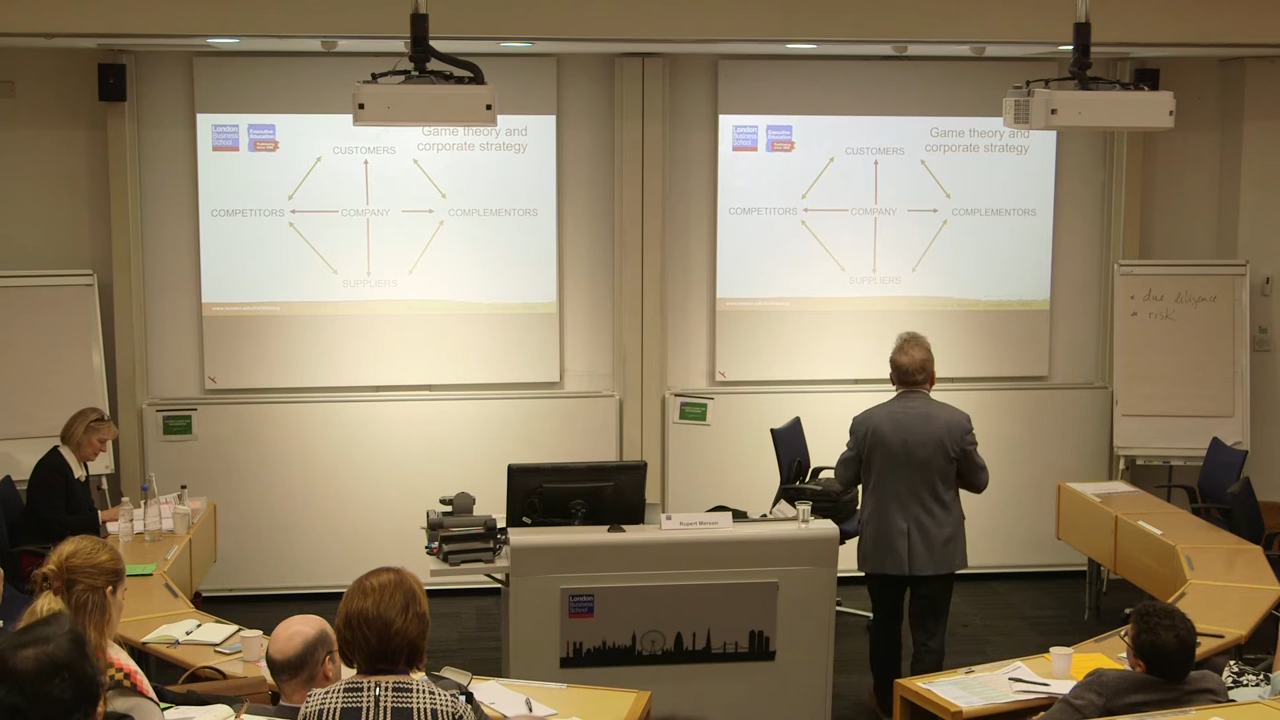 London
Business
School
Executive
Education
Game theory and
corporate strategy
CUSTOMERS
COMPETITORS
COMPANY
COMPLEMENTORS
SUPPLIERS
London
Business
School
Executive
Education
Game theory and
corporate strategy
CUSTOMERS
COMPETITORS
COMPANY
COMPLEMENTORS
SUPPLIERS
* due diligence
* risk
Rupert Merson
London
Business
School